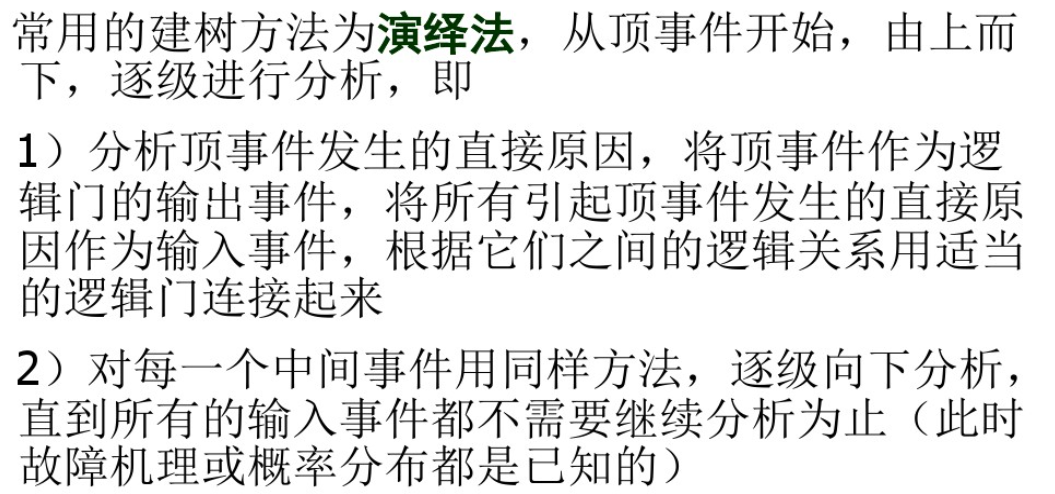 常用的建树方法为演绎法，从顶事件开始，由上而
下，逐级进行分析，即
1）分析顶事件发生的直接原因，将顶事件作为逻
辑门的输出事件，将所有引起顶事件发生的直接原
因作为输入事件，根据它们之间的逻辑关系用适当
的逻辑门连接起来
2）对每一个中间事件用同样方法，逐级向下分析，
直到所有的输入事件都不需要继续分析为止（此时
故障机理或概率分布都是已知的）